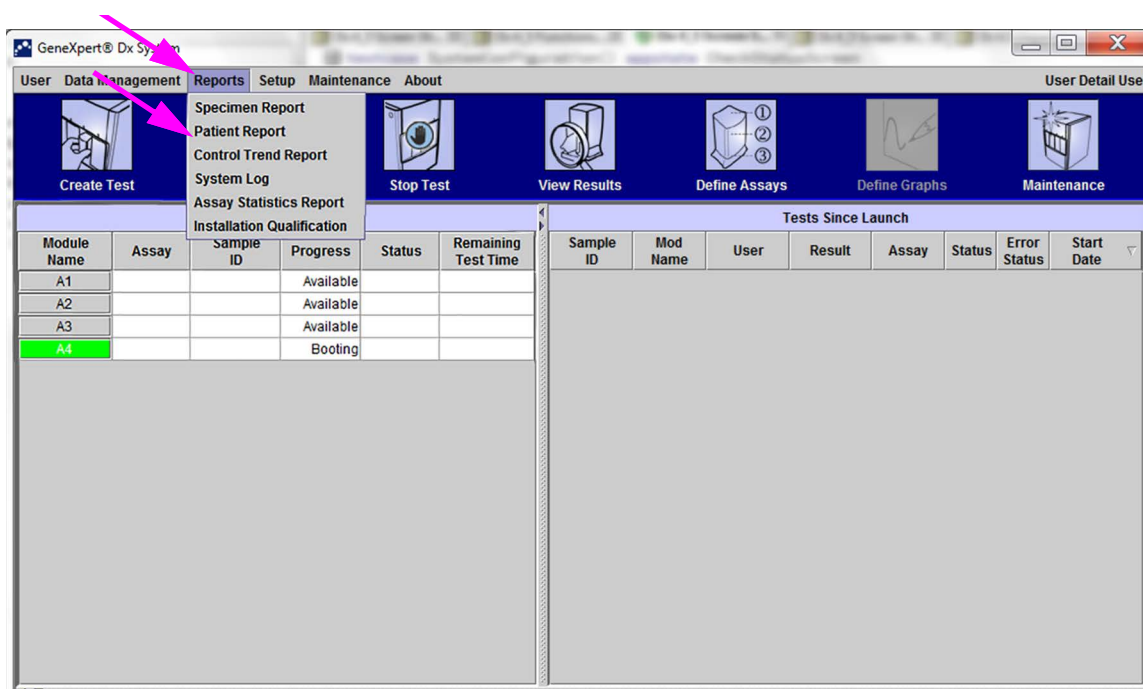 GeneXpert® Dx System
User Data Management Reports Setup Maintenance About User Detail Use
Specimen Report
Patient Report
Control Trend Report
System Log
Assay Statistics Report
Installation Qualification
Create Test Stop Test View Results Define Assays Define Graphs Maintenance
① ② ③
Tests Since Launch
Module Name Assay Sample ID Progress Status Remaining Test Time
Sample ID Mod Name User Result Assay Status Error Status Start Date
A1 Available
A2 Available
A3 Available
A4 Booting